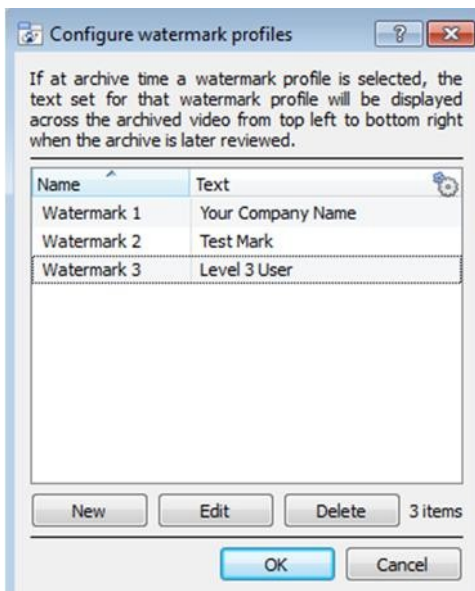 Configure watermark profiles
If at archive time a watermark profile is selected, the
text set for that watermark profile will be displayed
across the archived video from top left to bottom right
when the archive is later reviewed.
Name Text
Watermark 1 Your Company Name
Watermark 2 Test Mark
Watermark 3 Level 3 User
New Edit Delete 3 items
OK Cancel